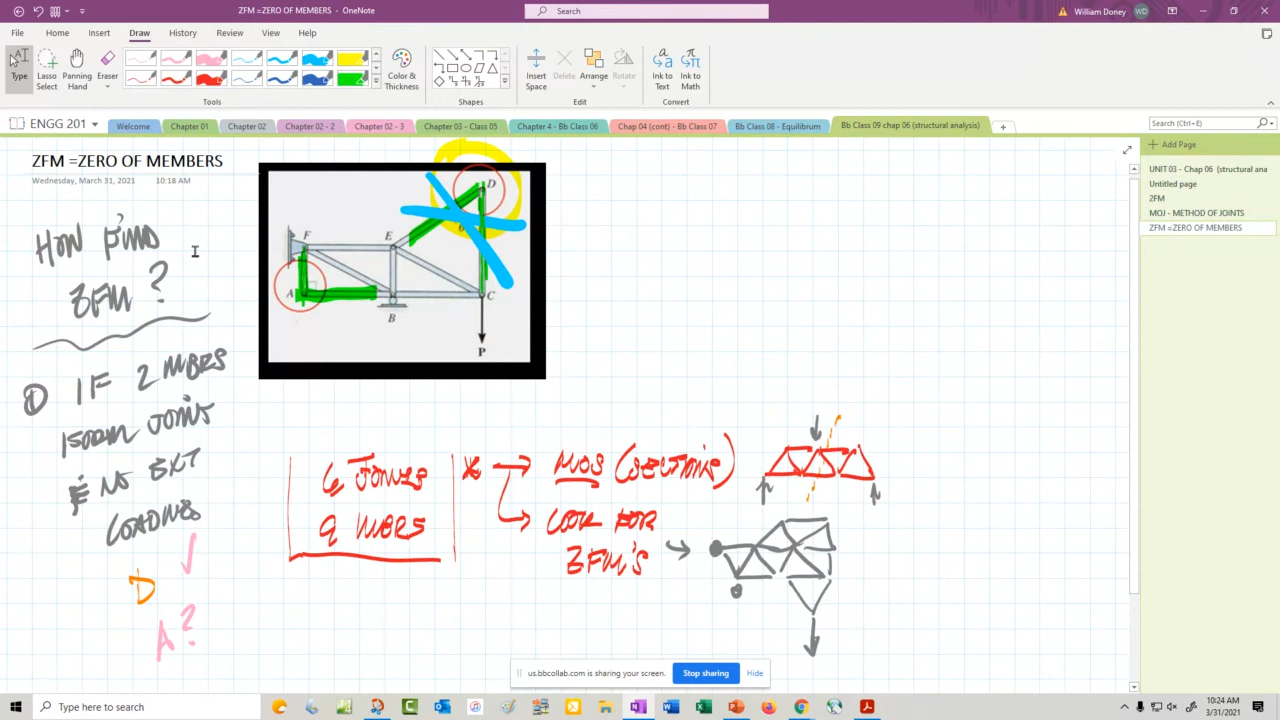 ZFM =ZERO OF MEMBERS - OneNote
Search
William Doney
WD
File Home Insert Draw History Review View Help
Type
Lasso Select
Panning Hand
Eraser
Color & Thickness
Insert Space
Delete
Arrange
Rotate
Ink to Text
Ink to Math
Tools
Shapes
Edit
Convert
ENGG 201
Welcome
Chapter 01
Chapter 02
Chapter 02 - 2
Chapter 02 - 3
Chapter 03 - Class 05
Chapter 4 - Bb Class 06
Chap 04 (cont) - Bb Class 07
Bb Class 08 - Equilibrum
Bb Class 09 chap 06 (structural analysis)
Search (Ctrl+E)
Add Page
UNIT 03 - Chap 06 (structural ana
Untitled page
2FM
MOJ - METHOD OF JOINTS
ZFM =ZERO OF MEMBERS
ZFM =ZERO OF MEMBERS
Wednesday, March 31, 2021 10:18 AM
HOW FIND
ZFM ?
① IF 2 MBRS
FORM JOINT
& NO EXT
LOADINGS
D
A?
D
F
E
A
B
C
P
6 JOINTS
9 MBRS
MOS (SECTIONS)
LOOK FOR
ZFM'S
us.bbcollab.com is sharing your screen.
Stop sharing
Hide
Type here to search
10:24 AM
3/31/2021